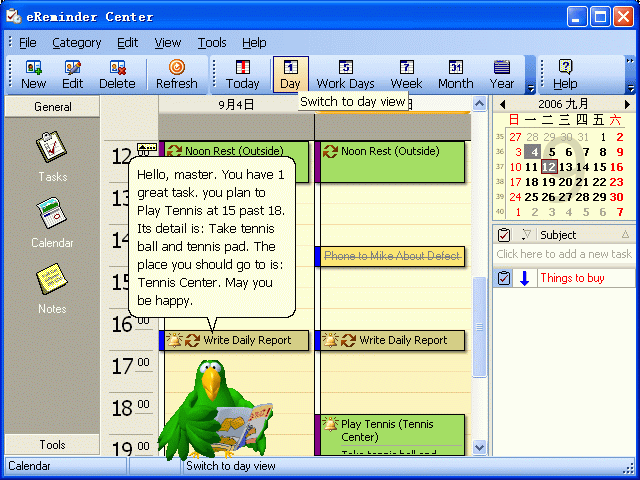 eReminder Center
File Category Edit View Tools Help
New Edit Delete Refresh Today Day Work Days Week Month Year Help
Switch to day view
General
Tasks
Calendar
Notes
Tools
9月4日
日
12 00
13 00
14 00
15 00
16 00
17 00
18 00
19 00
Noon Rest (Outside)
Noon Rest (Outside)
Hello, master. You have 1
great task. you plan to
Play Tennis at 15 past 18.
Its detail is: Take tennis
ball and tennis pad. The
place you should go to is:
Tennis Center. May you
be happy.
Phone to Mike About Defect
Write Daily Report
Write Daily Report
Play Tennis (Tennis
Center)
Take tennis ball and
2006 九月
日 一 二 三 四 五 六
35 27 28 29 30 31 1 2
36 3 4 5 6 7 8 9
37 10 11 12 13 14 15 16
38 17 18 19 20 21 22 23
39 24 25 26 27 28 29 30
40 1 2 3 4 5 6 7
Subject
Click here to add a new task
Things to buy
Calendar
Switch to day view